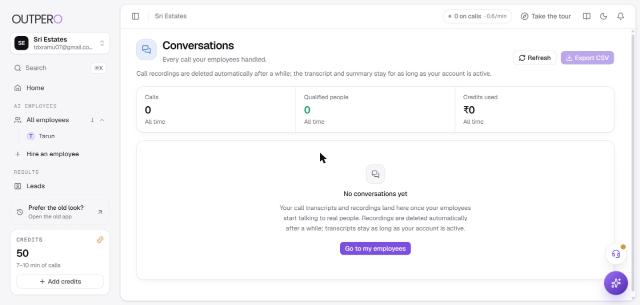 OUTPERO
SE
Sri Estates
Search
⌘K
Home
AI EMPLOYEES
All employees
1
T
Tarun
Hire an employee
RESULTS
Leads
Prefer the old look?
Open the old app
CREDITS
50
7–10 min of calls
+ Add credits
Sri Estates
0 on calls ~0.6/min
Take the tour
Conversations
Every call your employees handled.
Refresh
Export CSV
Call recordings are deleted automatically after a while; the transcript and summary stay for as long as your account is active.
Calls
0
All time
Qualified people
0
All time
Credits used
₹0
All time
No conversations yet
Your call transcripts and recordings land here once your employees
start talking to real people. Recordings are deleted automatically
after a while; transcripts stay as long as your account is active.
Go to my employees